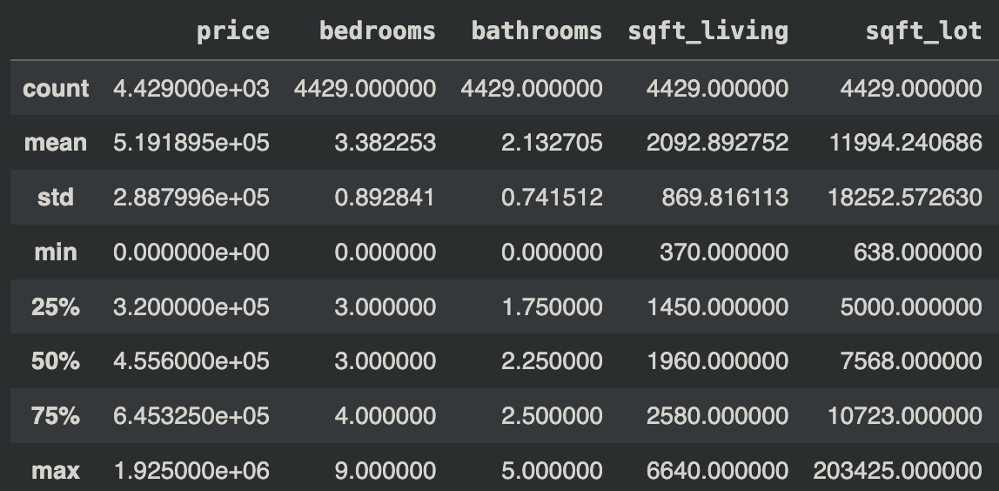 price bedrooms bathrooms sqft_living sqft_lot
count 4.429000e+03 4429.000000 4429.000000 4429.000000 4429.000000
mean 5.191895e+05 3.382253 2.132705 2092.892752 11994.240686
std 2.887996e+05 0.892841 0.741512 869.816113 18252.572630
min 0.000000e+00 0.000000 0.000000 370.000000 638.000000
25% 3.200000e+05 3.000000 1.750000 1450.000000 5000.000000
50% 4.556000e+05 3.000000 2.250000 1960.000000 7568.000000
75% 6.453250e+05 4.000000 2.500000 2580.000000 10723.000000
max 1.925000e+06 9.000000 5.000000 6640.000000 203425.000000